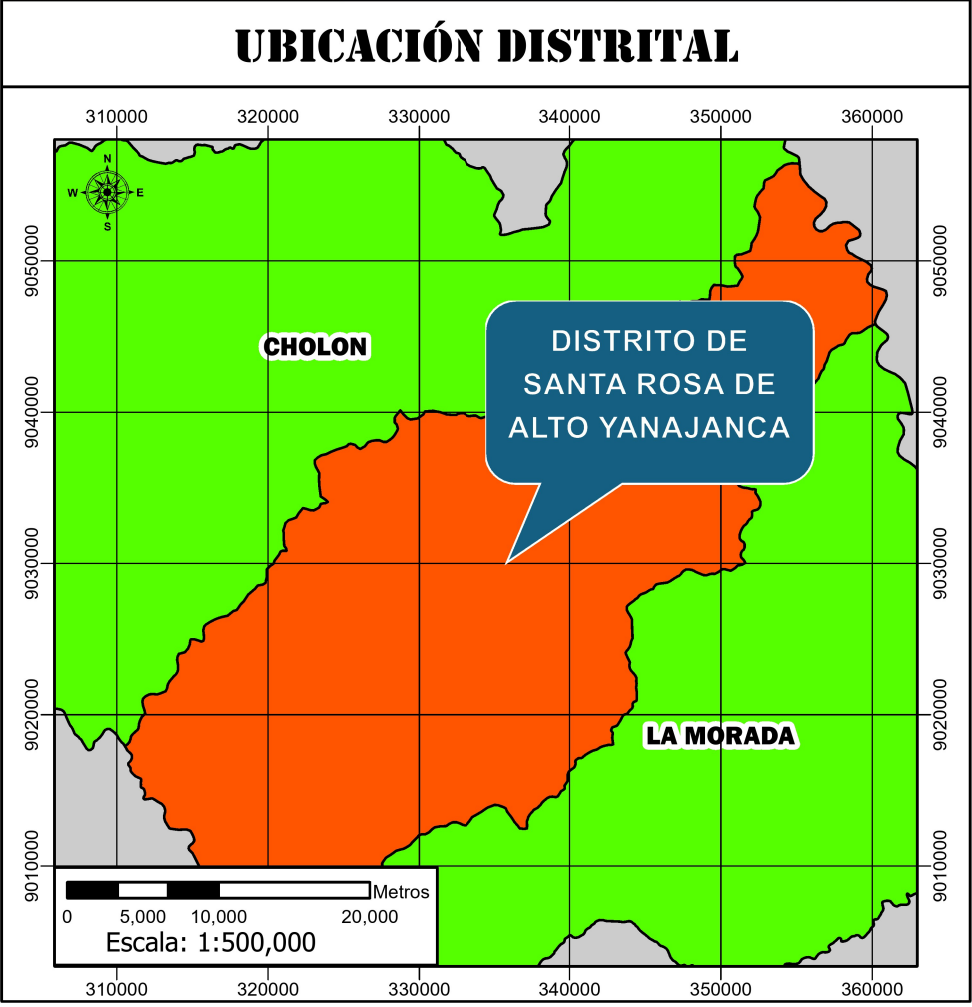 UBICACIÓN DISTRITAL
310000 320000 330000 340000 350000 360000
N
W E
S
9050000 9050000
DISTRITO DE
SANTA ROSA DE
ALTO YANAJANCA
CHOLON
9040000 9040000
9030000 9030000
9020000 9020000
LA MORADA
9010000 9010000
Metros
0 5,000 10,000 20,000
Escala: 1:500,000
310000 320000 330000 340000 350000 360000